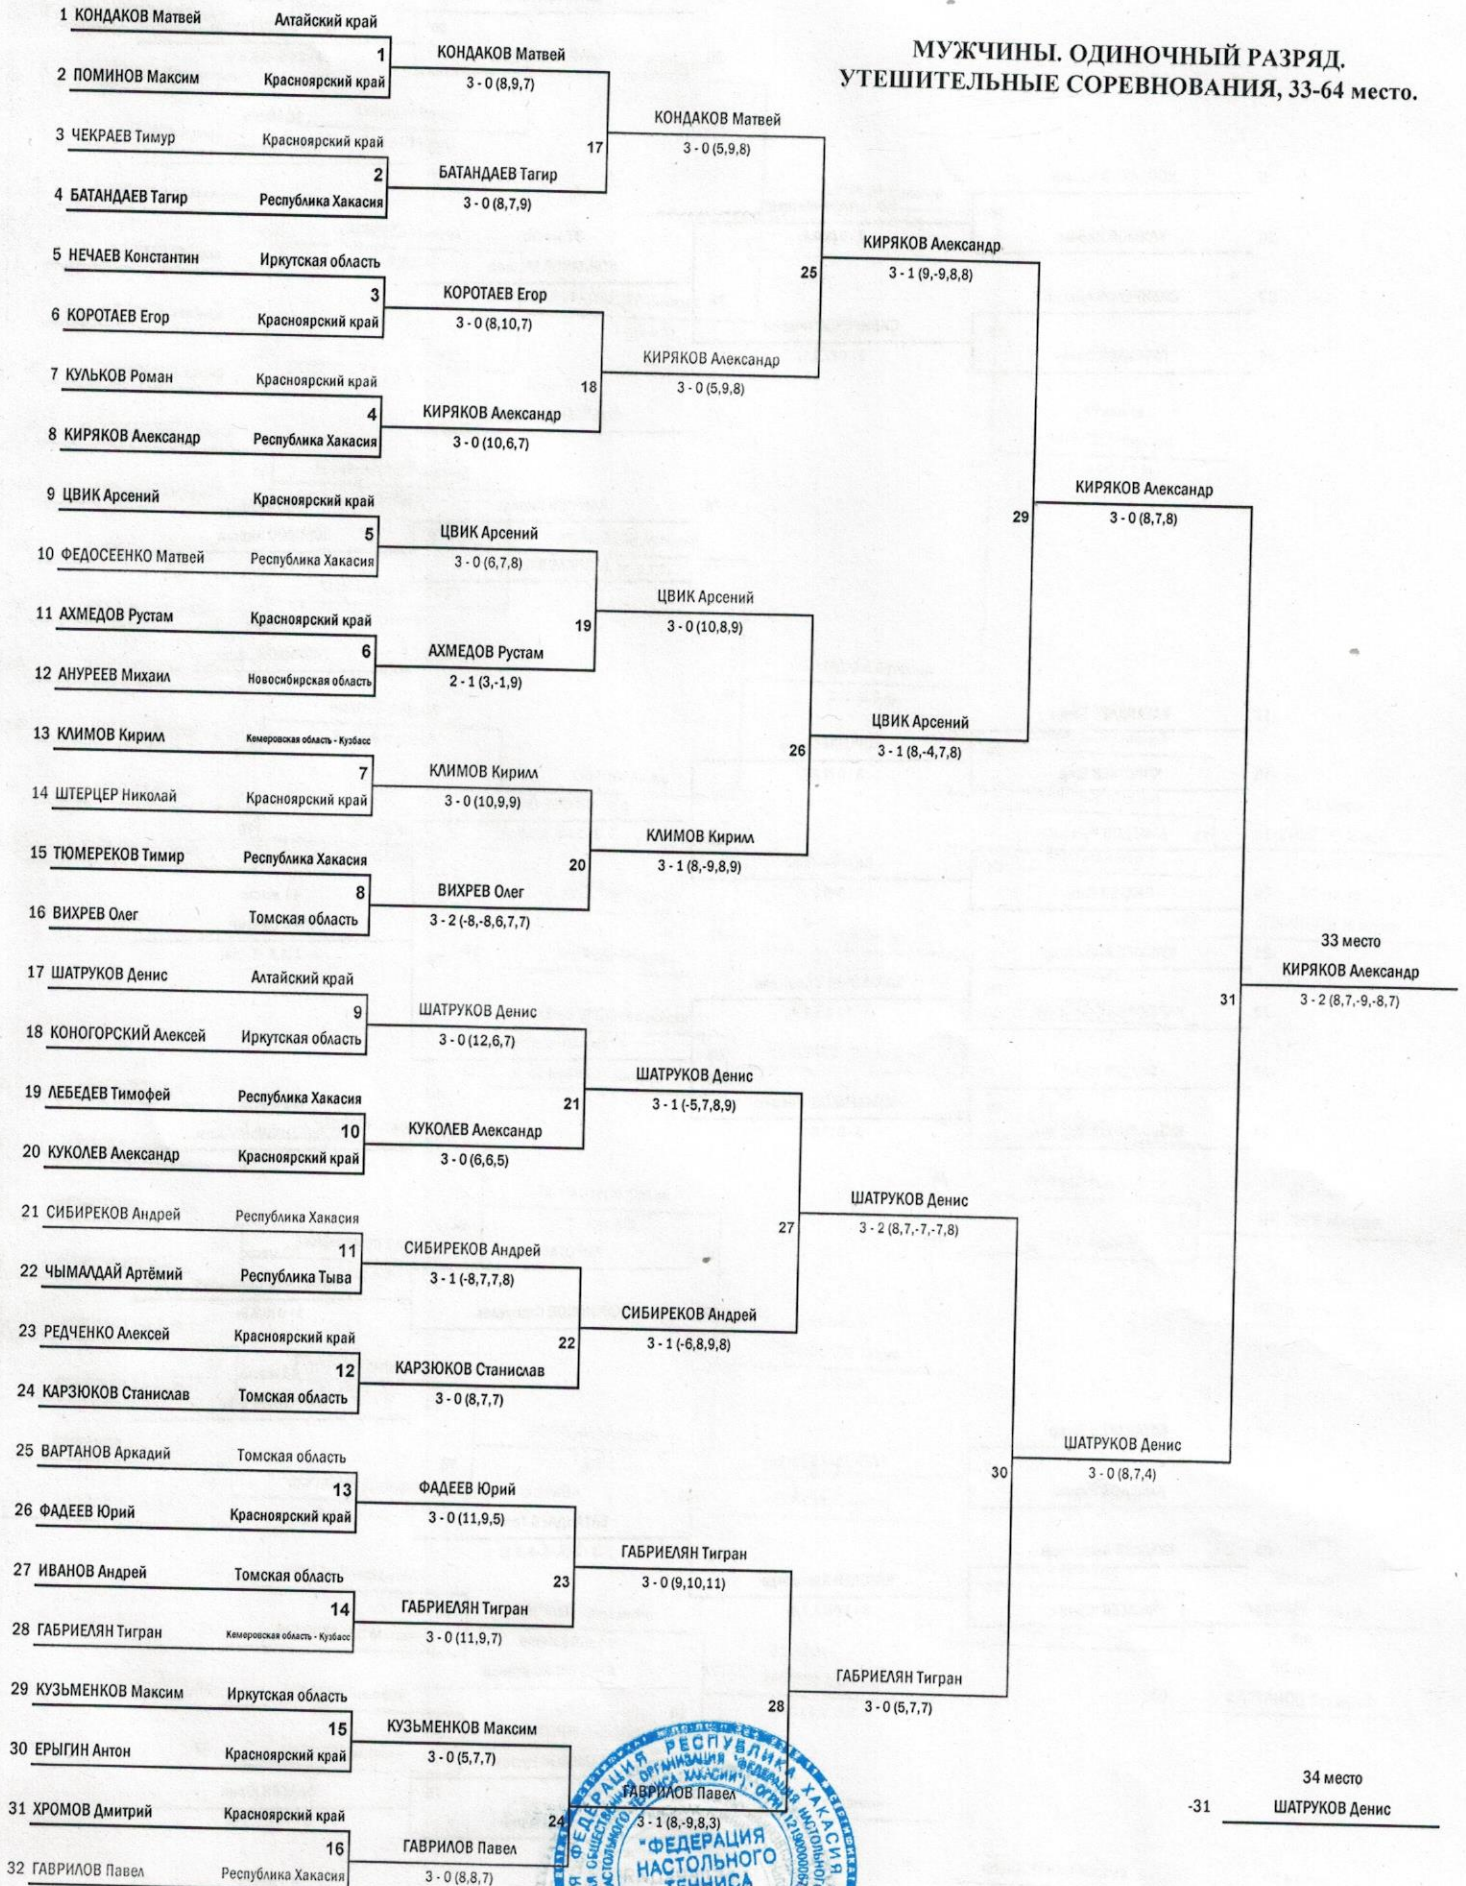 МУЖЧИНЫ. ОДИНОЧНЫЙ РАЗРЯД.
УТЕШИТЕЛЬНЫЕ СОРЕВНОВАНИЯ, 33-64 место.
1 КОНДАКОВ Матвей Алтайский край
1
2 ПОМИНОВ Максим Красноярский край
3 ЧЕКРАЕВ Тимур Красноярский край
2
4 БАТАНДАЕВ Тагир Республика Хакасия
5 НЕЧАЕВ Константин Иркутская область
3
6 КОРОТАЕВ Егор Красноярский край
7 КУЛЬКОВ Роман Красноярский край
4
8 КИРЯКОВ Александр Республика Хакасия
9 ЦВИК Арсений Красноярский край
5
10 ФЕДОСЕЕНКО Матвей Республика Хакасия
11 АХМЕДОВ Рустам Красноярский край
6
12 АНУРЕЕВ Михаил Новосибирская область
13 КЛИМОВ Кирилл Кемеровская область - Кузбасс
7
14 ШТЕРЦЕР Николай Красноярский край
15 ТЮМЕРЕКОВ Тимир Республика Хакасия
8
16 ВИХРЕВ Олег Томская область
17 ШАТРУКОВ Денис Алтайский край
9
18 КОНОГОРСКИЙ Алексей Иркутская область
19 ЛЕБЕДЕВ Тимофей Республика Хакасия
10
20 КУКОЛЕВ Александр Красноярский край
21 СИБИРЕКОВ Андрей Республика Хакасия
11
22 ЧЫМАЛДАЙ Артёмий Республика Тыва
23 РЕДЧЕНКО Алексей Красноярский край
12
24 КАРЗЮКОВ Станислав Томская область
25 ВАРТАНОВ Аркадий Томская область
13
26 ФАДЕЕВ Юрий Красноярский край
27 ИВАНОВ Андрей Томская область
14
28 ГАБРИЕЛЯН Тигран Кемеровская область - Кузбасс
29 КУЗЬМЕНКОВ Максим Иркутская область
15
30 ЕРЫГИН Антон Красноярский край
31 ХРОМОВ Дмитрий Красноярский край
16
32 ГАВРИЛОВ Павел Республика Хакасия
КОНДАКОВ Матвей
3 - 0 (8,9,7)
17
БАТАНДАЕВ Тагир
3 - 0 (8,7,9)
КОРОТАЕВ Егор
3 - 0 (8,10,7)
18
КИРЯКОВ Александр
3 - 0 (10,6,7)
ЦВИК Арсений
3 - 0 (6,7,8)
19
АХМЕДОВ Рустам
2 - 1 (3,-1,9)
КЛИМОВ Кирилл
3 - 0 (10,9,9)
20
ВИХРЕВ Олег
3 - 2 (-8,-8,6,7,7)
ШАТРУКОВ Денис
3 - 0 (12,6,7)
21
КУКОЛЕВ Александр
3 - 0 (6,6,5)
СИБИРЕКОВ Андрей
3 - 1 (-8,7,7,8)
22
КАРЗЮКОВ Станислав
3 - 0 (8,7,7)
ФАДЕЕВ Юрий
3 - 0 (11,9,5)
23
ГАБРИЕЛЯН Тигран
3 - 0 (11,9,7)
КУЗЬМЕНКОВ Максим
3 - 0 (5,7,7)
24
ГАВРИЛОВ Павел
3 - 0 (8,8,7)
КОНДАКОВ Матвей
3 - 0 (5,9,8)
25
КИРЯКОВ Александр
3 - 0 (5,9,8)
ЦВИК Арсений
3 - 0 (10,8,9)
26
КЛИМОВ Кирилл
3 - 1 (8,-9,8,9)
ШАТРУКОВ Денис
3 - 1 (-5,7,8,9)
27
СИБИРЕКОВ Андрей
3 - 1 (-6,8,9,8)
ГАБРИЕЛЯН Тигран
3 - 0 (9,10,11)
28
ГАВРИЛОВ Павел
3 - 1 (8,-9,8,3)
КИРЯКОВ Александр
3 - 1 (9,-9,8,8)
29
ЦВИК Арсений
3 - 1 (8,-4,7,8)
ШАТРУКОВ Денис
3 - 2 (8,7,-7,-7,8)
30
ГАБРИЕЛЯН Тигран
3 - 0 (5,7,7)
КИРЯКОВ Александр
3 - 0 (8,7,8)
31
ШАТРУКОВ Денис
3 - 0 (8,7,4)
33 место
КИРЯКОВ Александр
3 - 2 (8,7,-9,-8,7)
34 место
-31 ШАТРУКОВ Денис
ФЕДЕРАЦИЯ РЕСПУБЛИКА ХАКАСИЯ
"ФЕДЕРАЦИЯ
НАСТОЛЬНОГО
ТЕННИСА